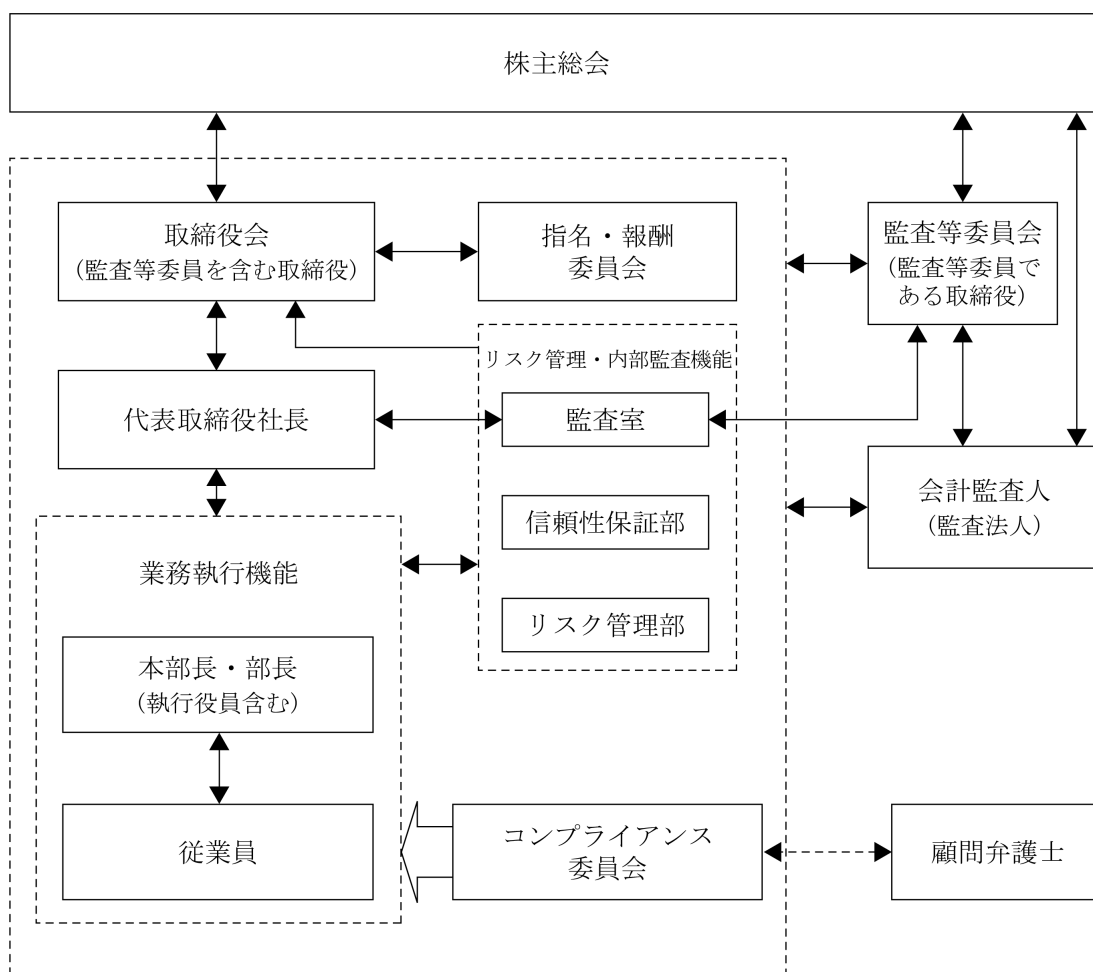 株主総会
取締役会
（監査等委員を含む取締役）
指名・報酬
委員会
監査等委員会
（監査等委員で
ある取締役）
リスク管理・内部監査機能
代表取締役社長
監査室
会計監査人
（監査法人）
信頼性保証部
業務執行機能
リスク管理部
本部長・部長
（執行役員含む）
従業員
コンプライアンス
委員会
顧問弁護士